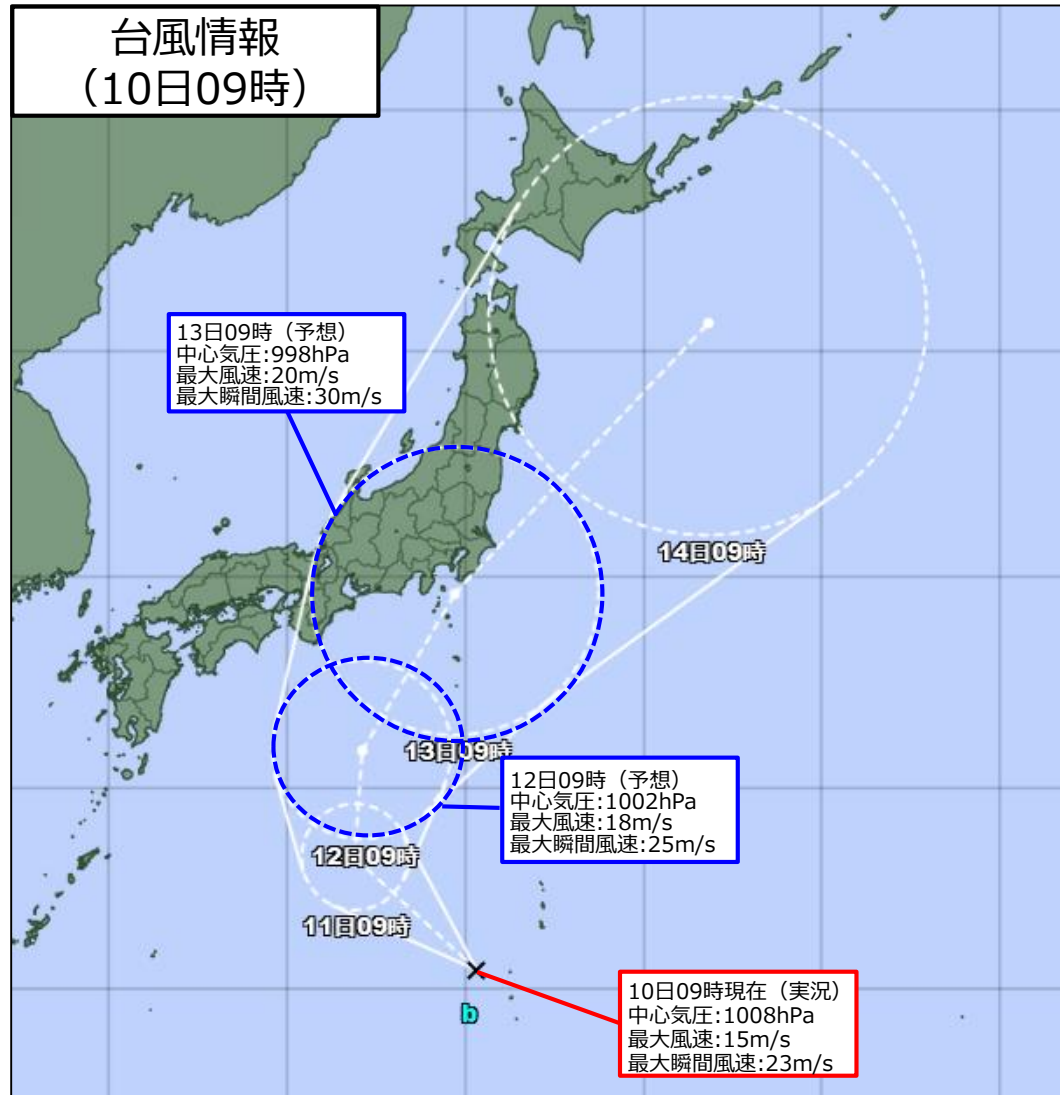 台風情報
（10日09時）
13日09時（予想）
中心気圧:998hPa
最大風速:20m/s
最大瞬間風速:30m/s
14日09時
13日09時
12日09時（予想）
中心気圧:1002hPa
最大風速:18m/s
最大瞬間風速:25m/s
12日09時
11日09時
10日09時現在（実況）
中心気圧:1008hPa
最大風速:15m/s
最大瞬間風速:23m/s
b